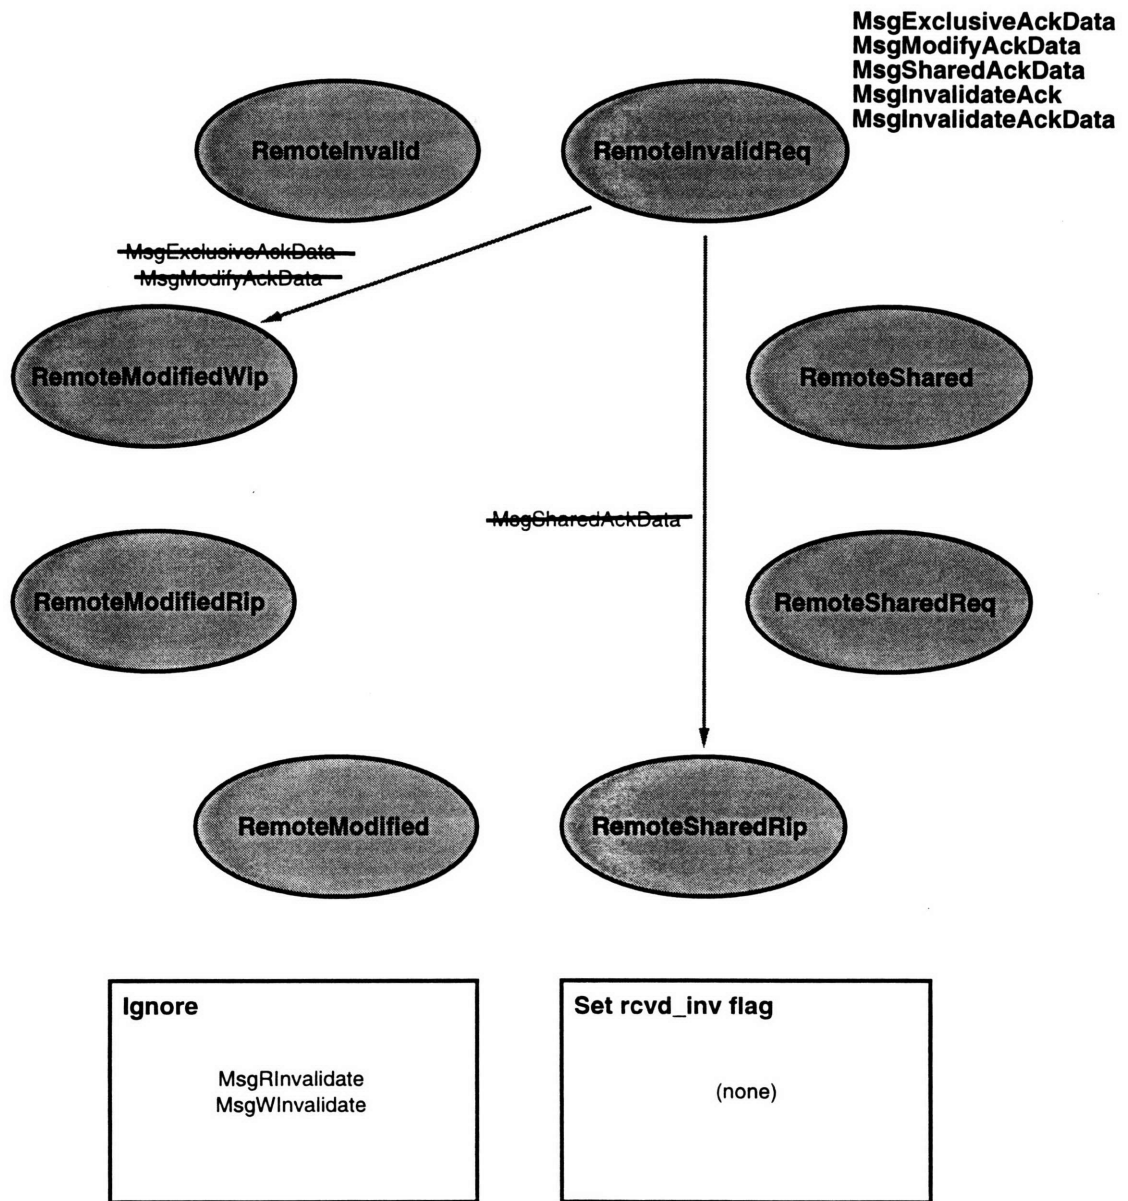 MsgExclusiveAckData
MsgModifyAckData
MsgSharedAckData
MsgInvalidateAck
MsgInvalidateAckData
RemoteInvalid
RemoteInvalidReq
MsgExclusiveAckData
MsgModifyAckData
RemoteModifiedWip
RemoteShared
MsgSharedAckData
RemoteModifiedRip
RemoteSharedReq
RemoteModified
RemoteSharedRip
Ignore
MsgRInvalidate
MsgWInvalidate
Set rcvd_inv flag
(none)